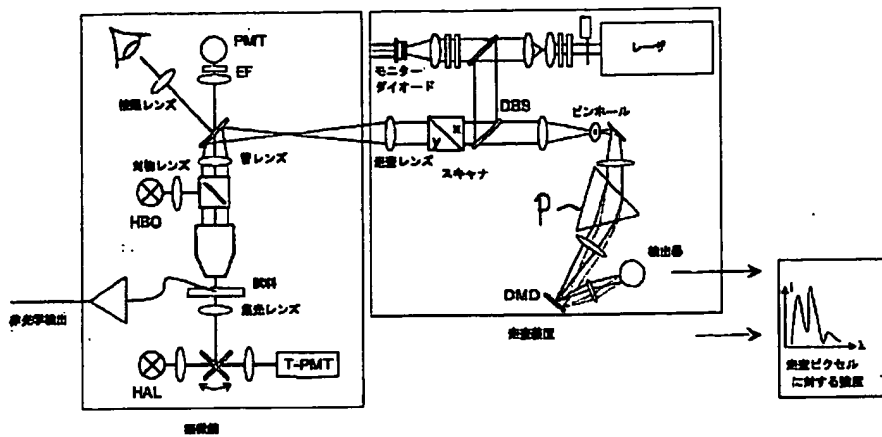 PMT
EF
接眼レンズ
対物レンズ
管レンズ
HBO
試料
集光レンズ
非光学検出
HAL
T-PMT
顕微鏡
モニター
ダイオード
レーザ
DBS
ピンホール
x
y
走査レンズ
スキャナ
P
検出器
DMD
走査装置
I
λ
走査ピクセル
に対する強度